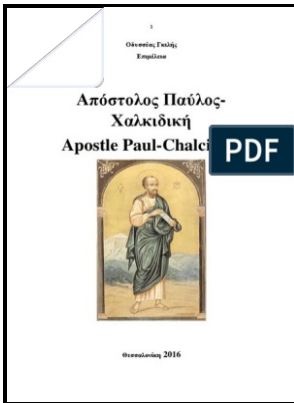 1
Οδυσσέας Γκιλής
Επιμέλεια
Απόστολος Παύλος-
Χαλκιδική
Apostle Paul-Chalci
PDF
Θεσσαλονίκη 2016